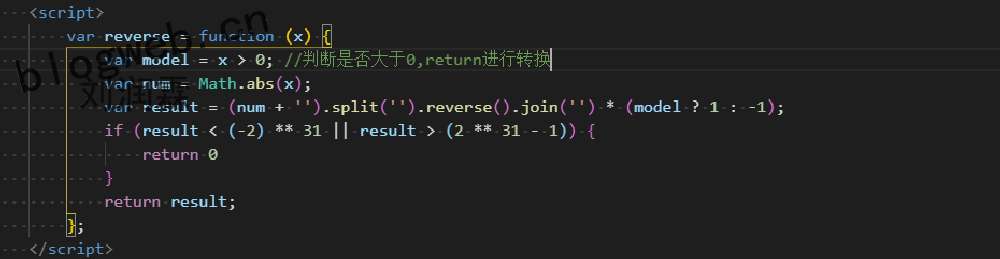 <script>
var reverse = function (x) {
var model = x > 0; //判断是否大于0,return进行转换
var num = Math.abs(x);
var result = (num + '').split('').reverse().join('') * (model ? 1 : -1);
if (result < (-2) ** 31 || result > (2 ** 31 - 1)) {
return 0
}
return result;
};
</script>
blogweb.cn
刘润霖